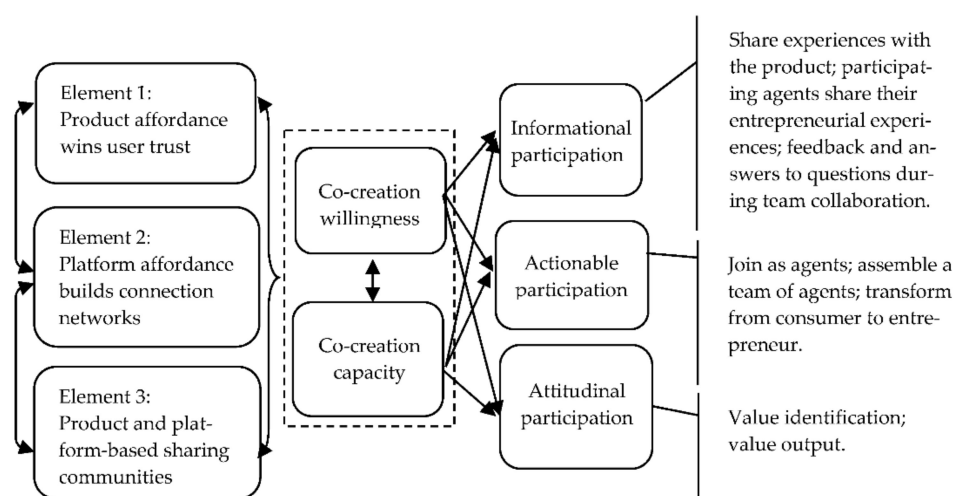 Element 1:
Product affordance
wins user trust
Element 2:
Platform affordance
builds connection
networks
Element 3:
Product and plat-
form-based sharing
communities
Co-creation
willingness
Co-creation
capacity
Informational
participation
Actionable
participation
Attitudinal
participation
Share experiences with
the product; participat-
ing agents share their
entrepreneurial experi-
ences; feedback and an-
swers to questions dur-
ing team collaboration.
Join as agents; assemble a
team of agents; transform
from consumer to entre-
preneur.
Value identification;
value output.